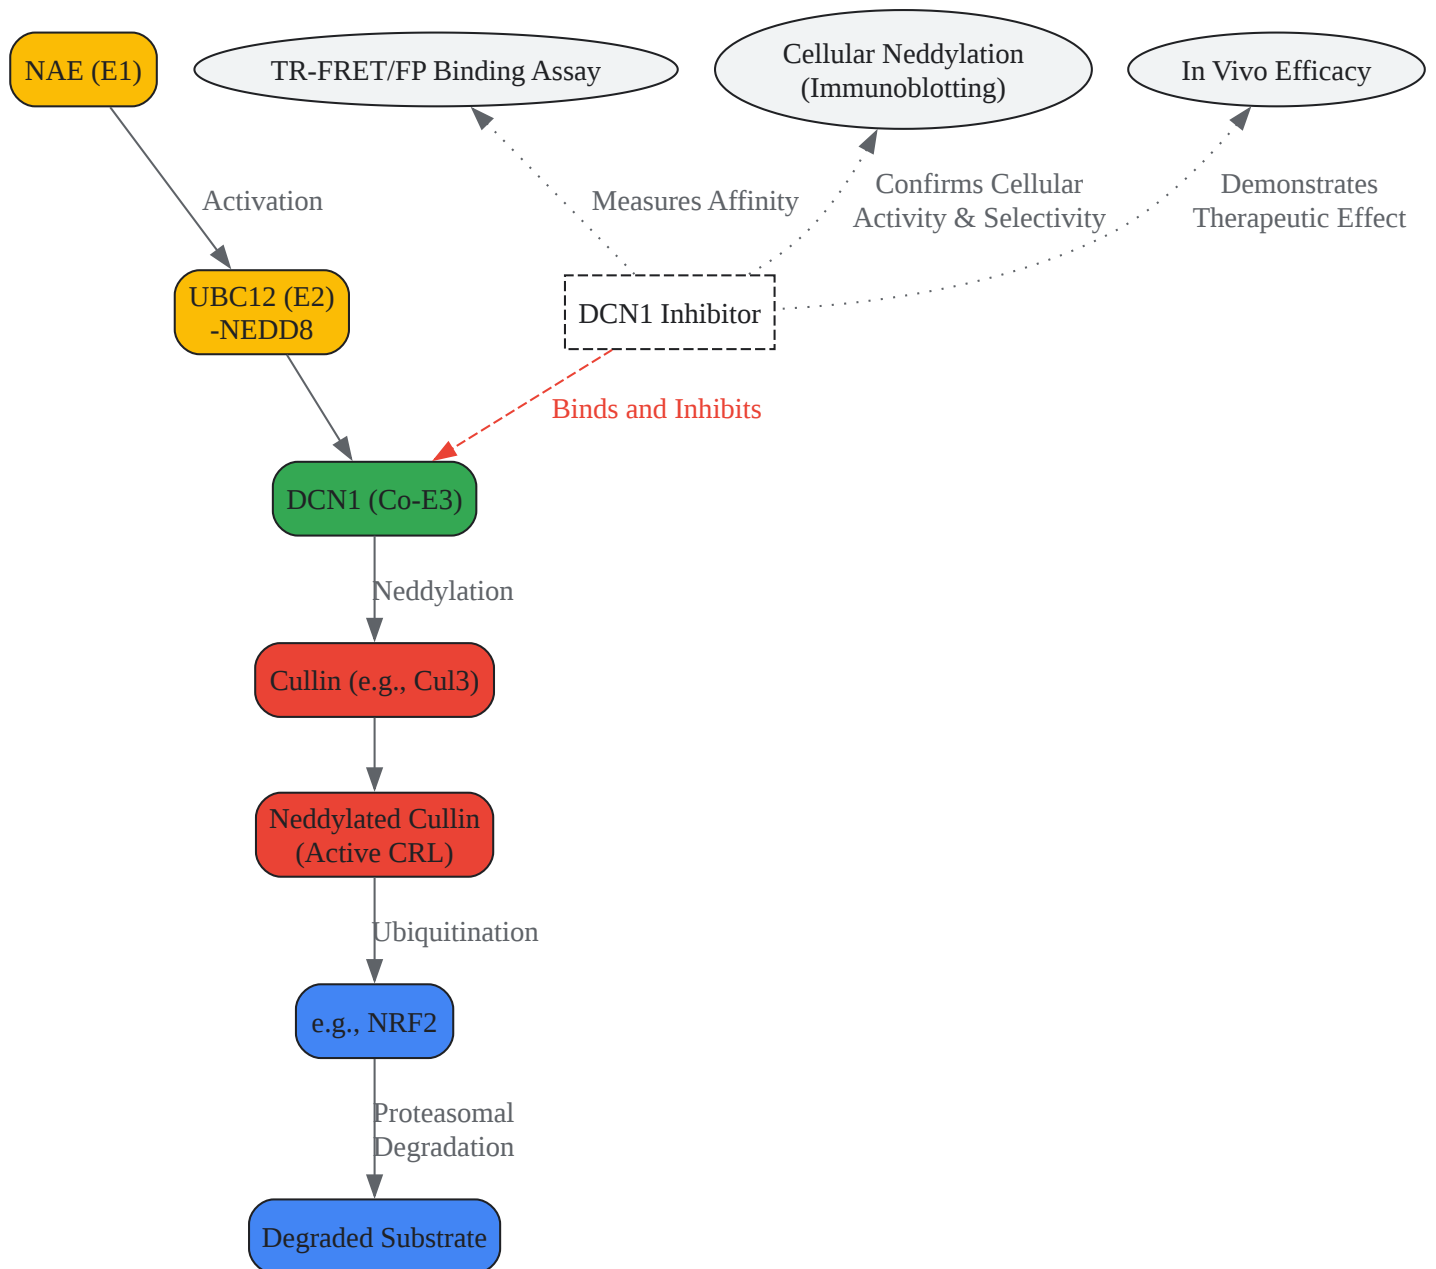 NAE (E1)
TR-FRET/FP Binding Assay
Cellular Neddylation
(Immunoblotting)
In Vivo Efficacy
Activation
Measures Affinity
Confirms Cellular
Activity & Selectivity
Demonstrates
Therapeutic Effect
UBC12 (E2)
-NEDD8
DCN1 Inhibitor
Binds and Inhibits
DCN1 (Co-E3)
Neddylation
Cullin (e.g., Cul3)
Neddylated Cullin
(Active CRL)
Ubiquitination
e.g., NRF2
Proteasomal
Degradation
Degraded Substrate